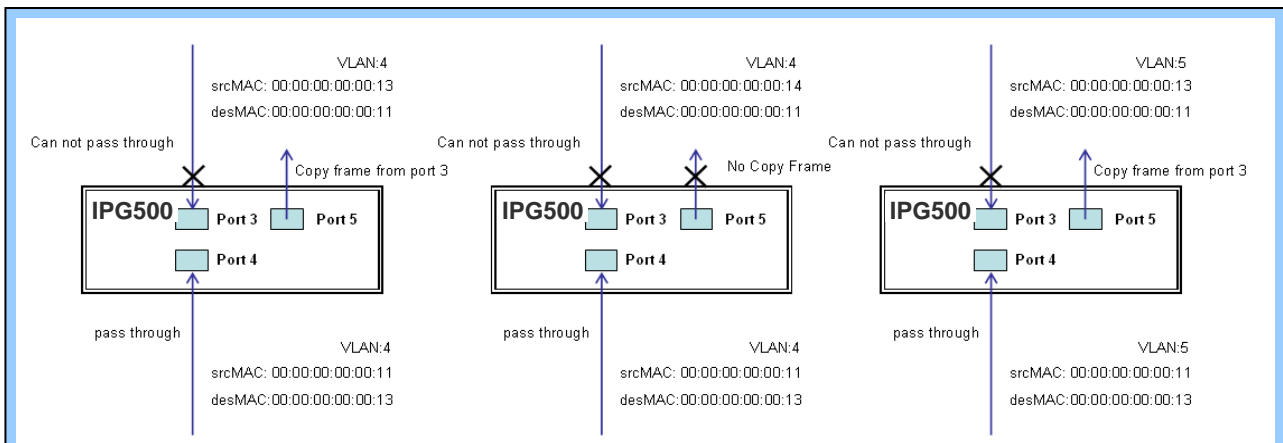 VLAN:4
srcMAC: 00:00:00:00:00:13
desMAC:00:00:00:00:00:11
Can not pass through
Copy frame from port 3
IPG500
Port 3
Port 5
Port 4
pass through
VLAN:4
srcMAC: 00:00:00:00:00:11
desMAC:00:00:00:00:00:13
VLAN:4
srcMAC: 00:00:00:00:00:14
desMAC:00:00:00:00:00:11
Can not pass through
No Copy Frame
IPG500
Port 3
Port 5
Port 4
pass through
VLAN:4
srcMAC: 00:00:00:00:00:11
desMAC:00:00:00:00:00:13
VLAN:5
srcMAC: 00:00:00:00:00:13
desMAC:00:00:00:00:00:11
Can not pass through
Copy frame from port 3
IPG500
Port 3
Port 5
Port 4
pass through
VLAN:5
srcMAC: 00:00:00:00:00:11
desMAC:00:00:00:00:00:13